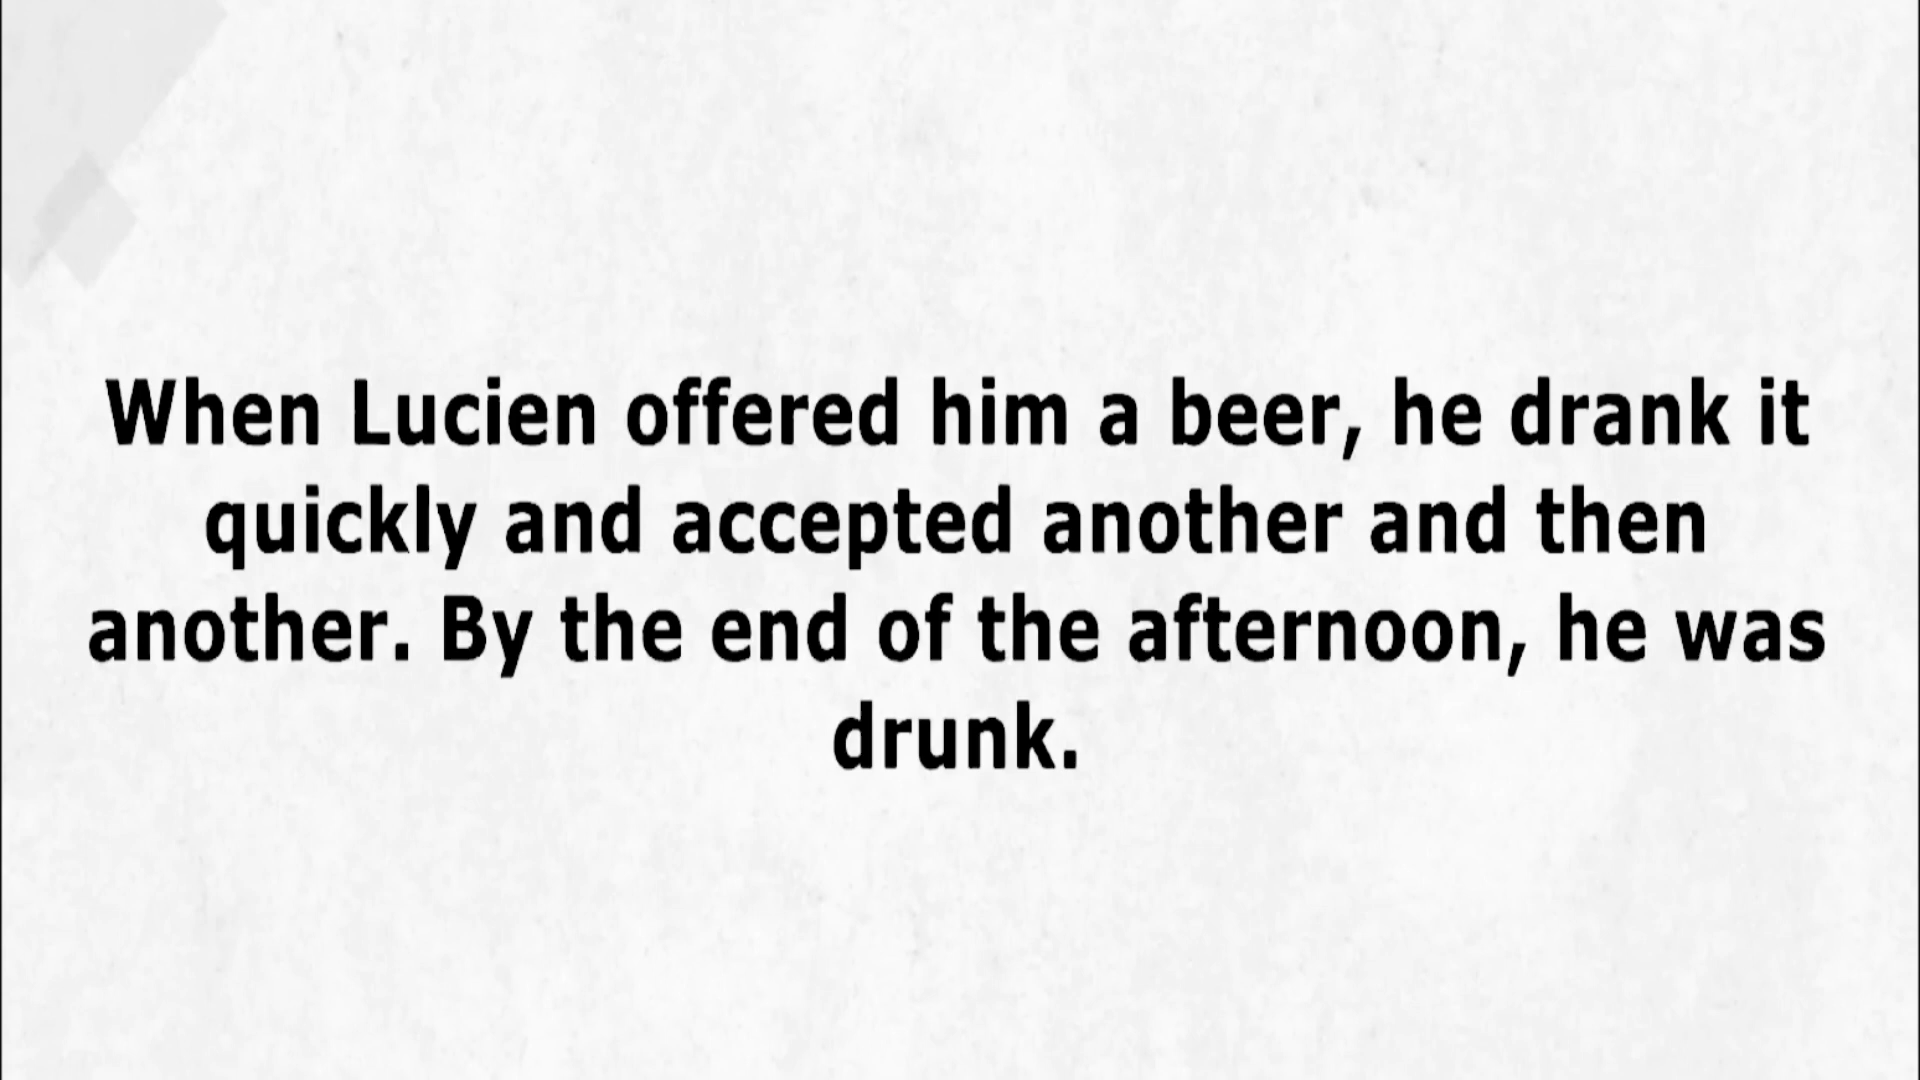 When Lucien offered him a beer, he drank it
quickly and accepted another and then
another. By the end of the afternoon, he was
drunk.